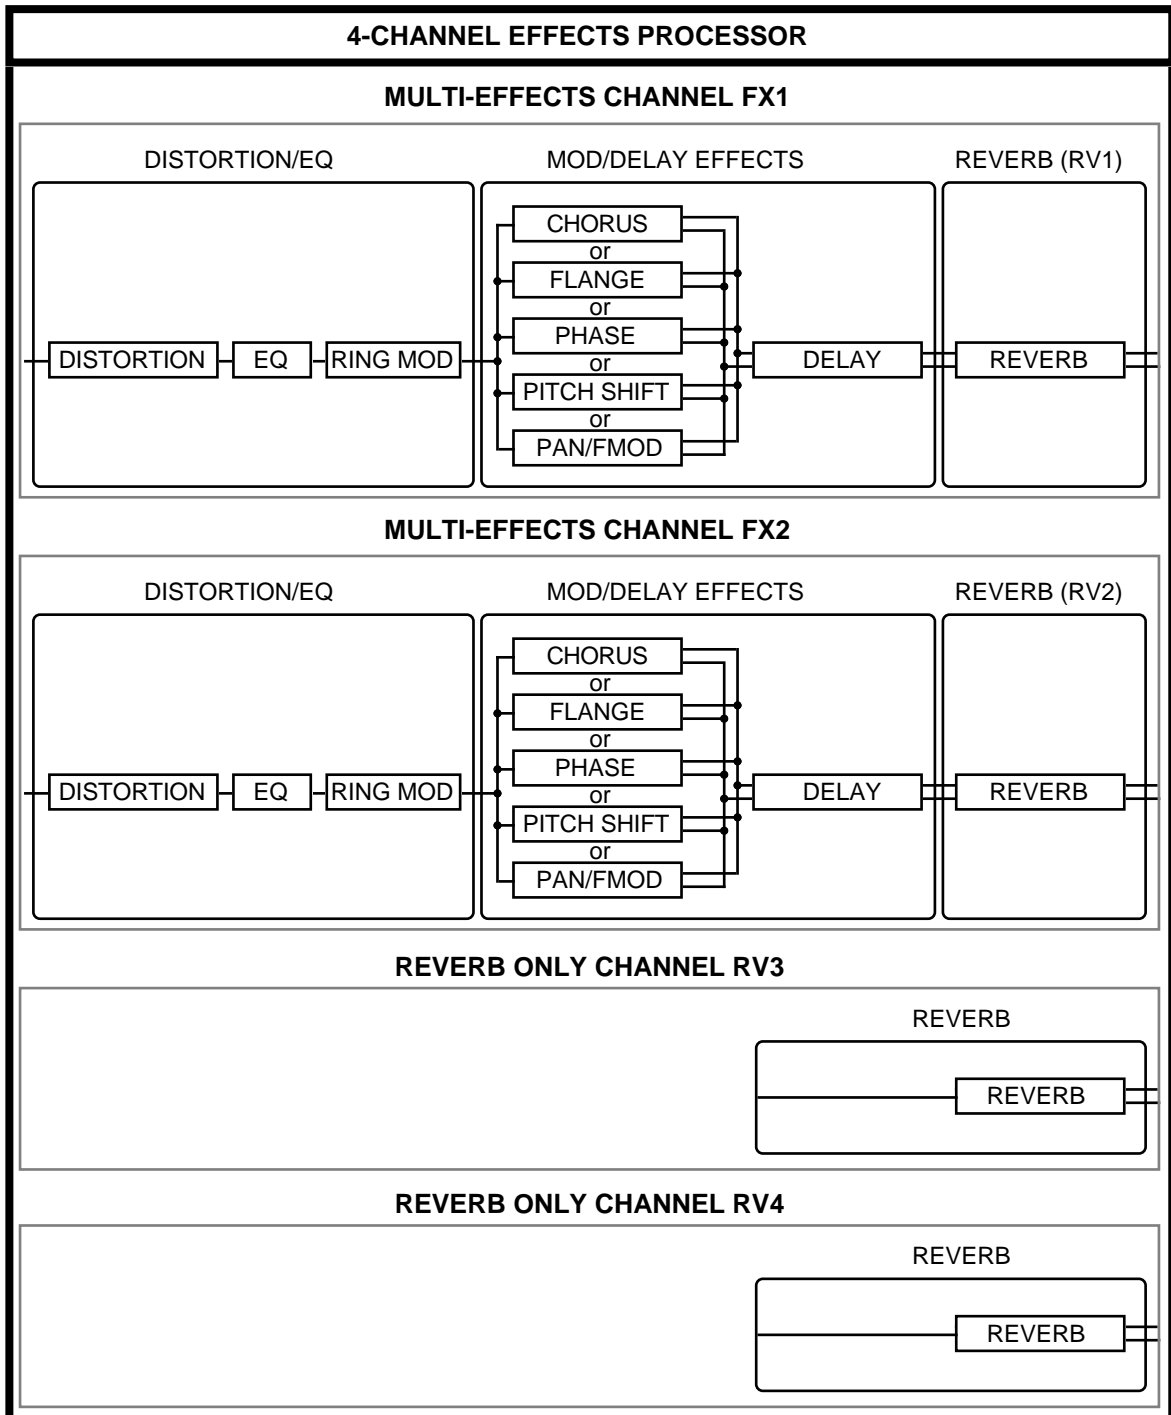 4-CHANNEL EFFECTS PROCESSOR
MULTI-EFFECTS CHANNEL FX1
DISTORTION/EQ MOD/DELAY EFFECTS REVERB (RV1)
CHORUS
or
FLANGE
or
PHASE
DISTORTION EQ RING MOD or DELAY REVERB
PITCH SHIFT
or
PAN/FMOD
MULTI-EFFECTS CHANNEL FX2
DISTORTION/EQ MOD/DELAY EFFECTS REVERB (RV2)
CHORUS
or
FLANGE
or
PHASE
DISTORTION EQ RING MOD or DELAY REVERB
PITCH SHIFT
or
PAN/FMOD
REVERB ONLY CHANNEL RV3
REVERB
REVERB
REVERB ONLY CHANNEL RV4
REVERB
REVERB